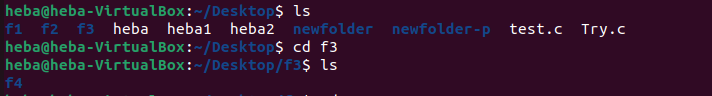 heba@heba-VirtualBox:~/Desktop$ ls
f1  f2  f3  heba  heba1  heba2  newfolder  newfolder-p  test.c  Try.c
heba@heba-VirtualBox:~/Desktop$ cd f3
heba@heba-VirtualBox:~/Desktop/f3$ ls
f4